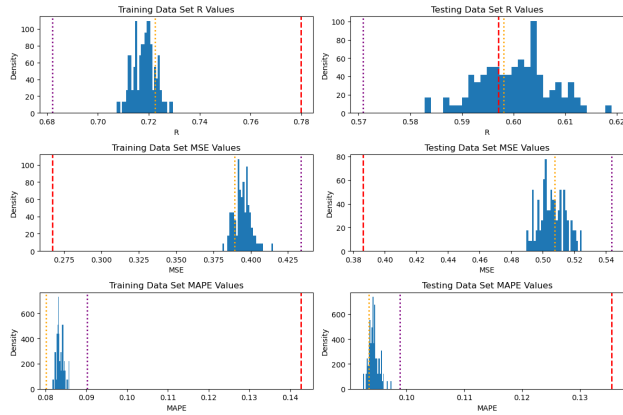 Training Data Set R Values
Density
100
80
60
40
20
0
0.68 0.70 0.72 0.74 0.76 0.78
R
Testing Data Set R Values
Density
100
80
60
40
20
0
0.57 0.58 0.59 0.60 0.61 0.62
R
Training Data Set MSE Values
Density
100
80
60
40
20
0
0.275 0.300 0.325 0.350 0.375 0.400 0.425
MSE
Testing Data Set MSE Values
Density
80
60
40
20
0
0.38 0.40 0.42 0.44 0.46 0.48 0.50 0.52 0.54
MSE
Training Data Set MAPE Values
Density
600
400
200
0
0.08 0.09 0.10 0.11 0.12 0.13 0.14
MAPE
Testing Data Set MAPE Values
Density
600
400
200
0
0.10 0.11 0.12 0.13
MAPE